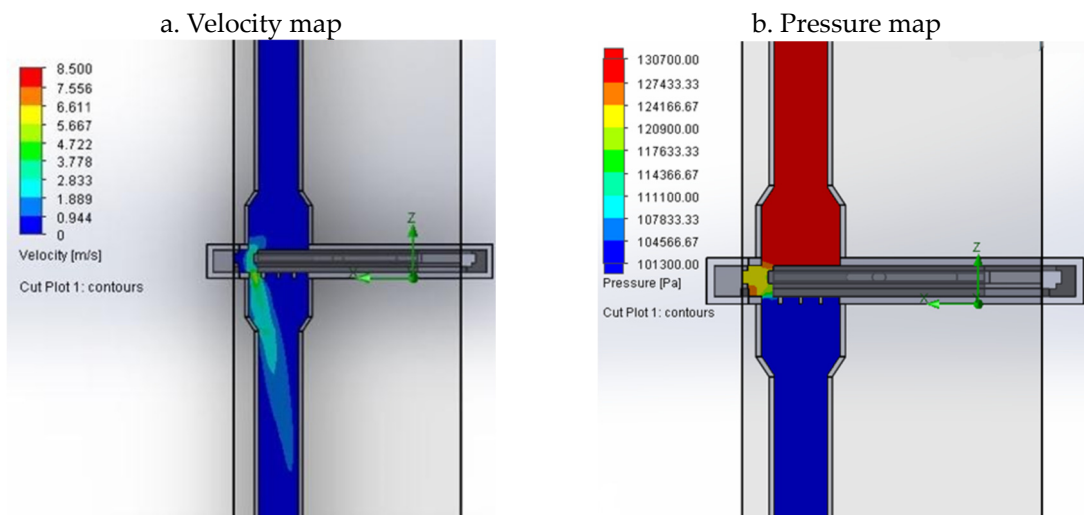 a. Velocity map
8.500
7.556
6.611
5.667
4.722
3.778
2.833
1.889
0.944
0
Velocity [m/s]
Cut Plot 1: contours
Z
X
b. Pressure map
130700.00
127433.33
124166.67
120900.00
117633.33
114366.67
111100.00
107833.33
104566.67
101300.00
Pressure [Pa]
Cut Plot 1: contours
Z
X